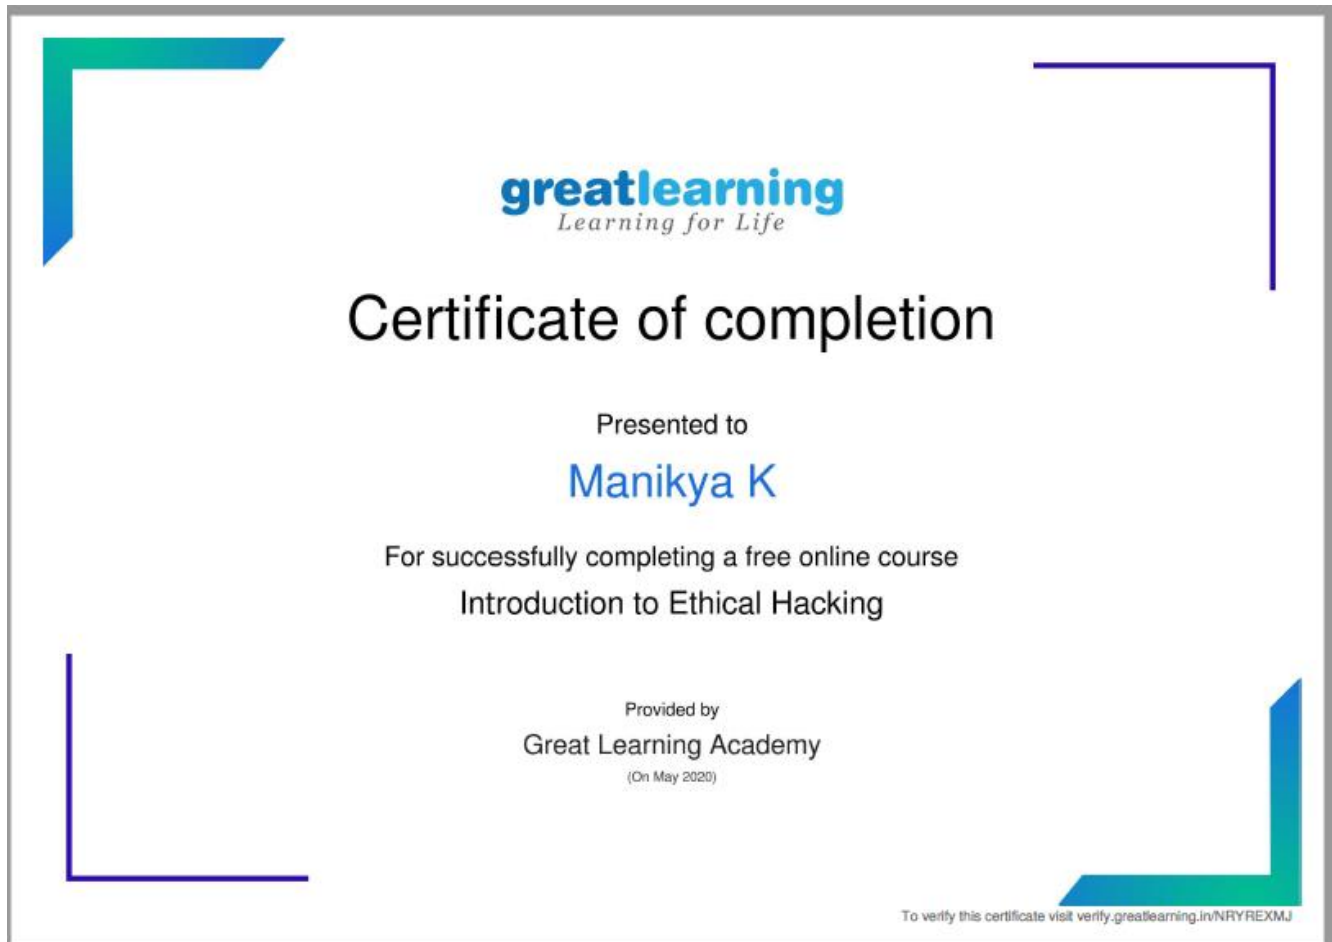 greatlearning
Learning for Life
Certificate of completion
Presented to
Manikya K
For successfully completing a free online course
Introduction to Ethical Hacking
Provided by
Great Learning Academy
(On May 2020)
To verify this certificate visit verify.greatlearning.in/NRYREXMJ